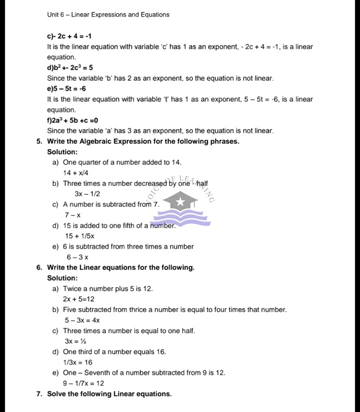 Unit 6 – Linear Expressions and Equations
c)- 2c + 4 = -1
It is the linear equation with variable 'c' has 1 as an exponent, - 2c + 4 = -1, is a linear
equation.
d)b² +- 2c³ = 5
Since the variable 'b' has 2 as an exponent, so the equation is not linear.
e)5 – 5t = -6
It is the linear equation with variable 't' has 1 as an exponent, 5 – 5t = -6, is a linear
equation.
f)2a³ + 5b +c =0
Since the variable 'a' has 3 as an exponent, so the equation is not linear.
5. Write the Algebraic Expression for the following phrases.
Solution:
a) One quarter of a number added to 14.
14 + x/4
b) Three times a number decreased by one - half
3x – 1/2
c) A number is subtracted from 7.
7 – x
d) 15 is added to one fifth of a number.
15 + 1/5x
e) 6 is subtracted from three times a number
6 – 3 x
6. Write the Linear equations for the following.
Solution:
a) Twice a number plus 5 is 12.
2x + 5=12
b) Five subtracted from thrice a number is equal to four times that number.
5 – 3x = 4x
c) Three times a number is equal to one half.
3x = ½
d) One third of a number equals 16.
1/3x = 16
e) One – Seventh of a number subtracted from 9 is 12.
9 – 1/7x = 12
7. Solve the following Linear equations.